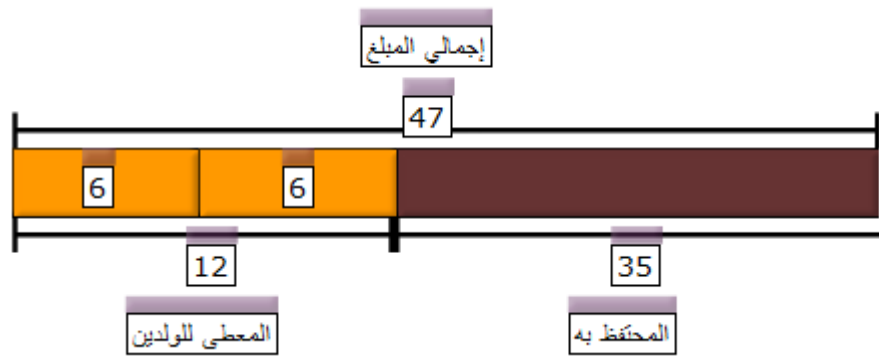 إجمالي المبلغ
47
6
6
12
35
المعطى للولدين
المحتفظ به